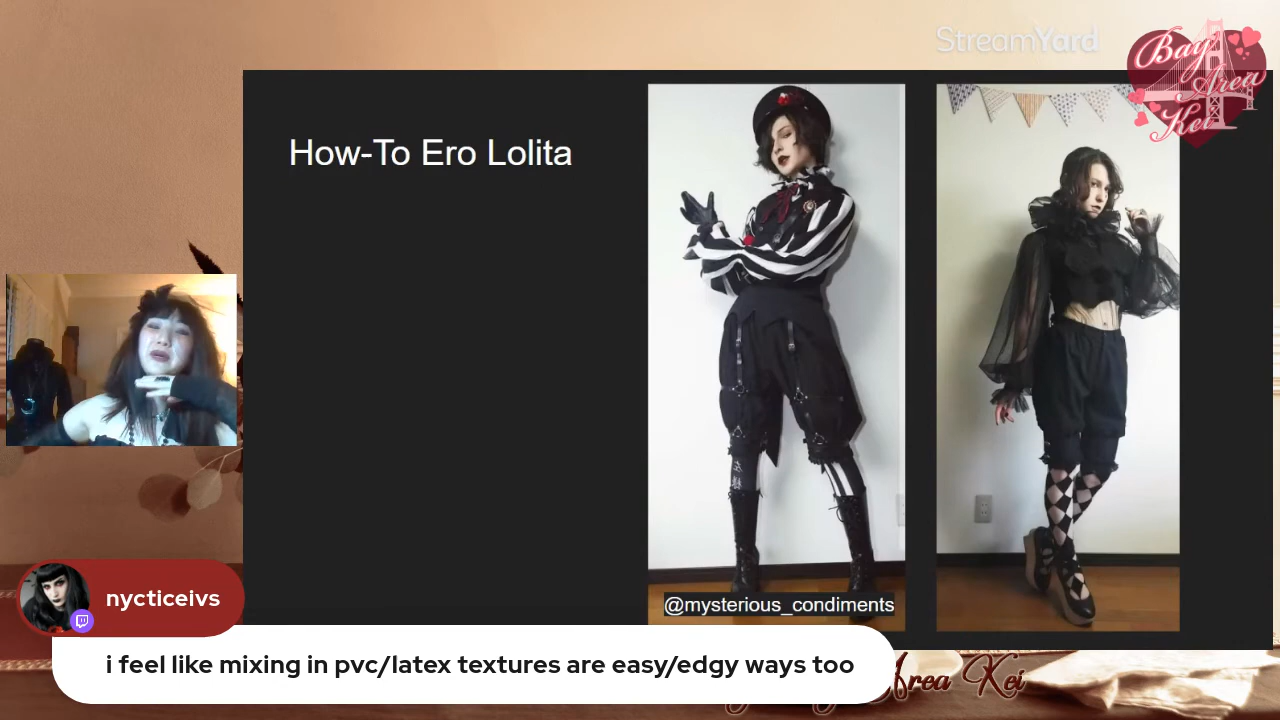 StreamYard
Bay
Area
Kei
How-To Ero Lolita
@mysterious_condiments
nycticeivs
i feel like mixing in pvc/latex textures are easy/edgy ways too
Area Kei